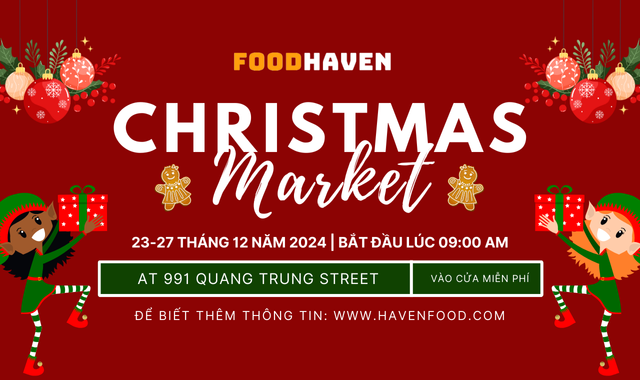 FOODHAVEN
CHRISTMAS
Market
23-27 THÁNG 12 NĂM 2024 | BẮT ĐẦU LÚC 09:00 AM
AT 991 QUANG TRUNG STREET
VÀO CỬA MIỄN PHÍ
ĐỂ BIẾT THÊM THÔNG TIN: WWW.HAVENFOOD.COM